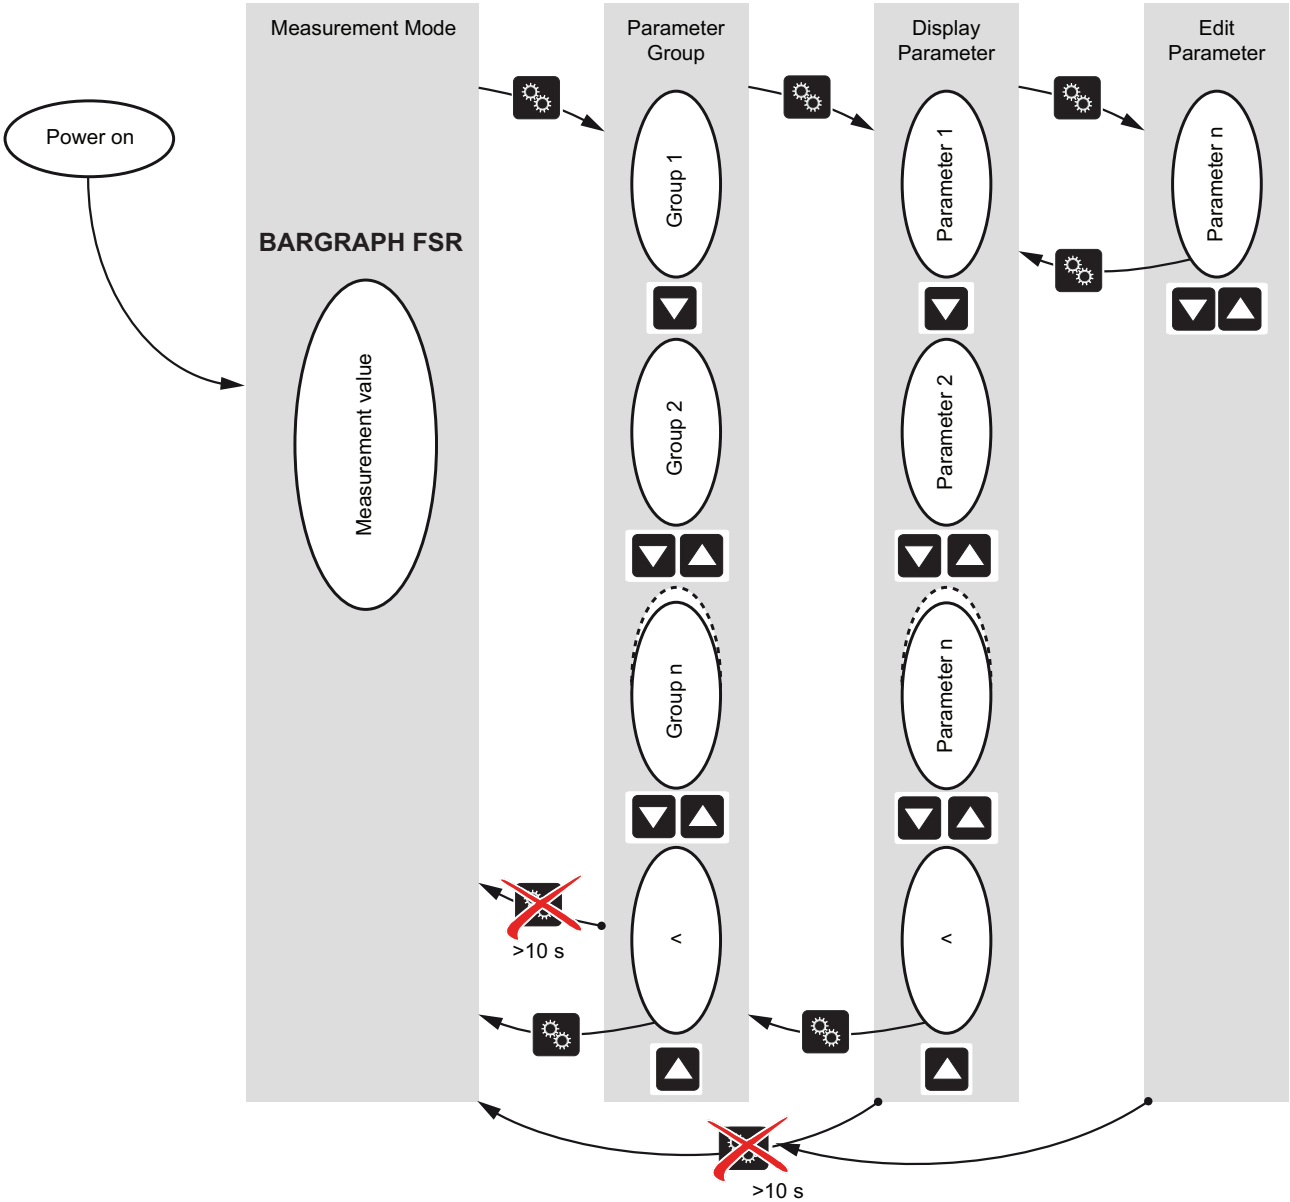 Measurement Mode
Parameter
Group
Display
Parameter
Edit
Parameter
Power on
BARGRAPH FSR
Measurement value
Group 1
Group 2
Group n
<
Parameter 1
Parameter 2
Parameter n
<
Parameter n
>10 s
>10 s